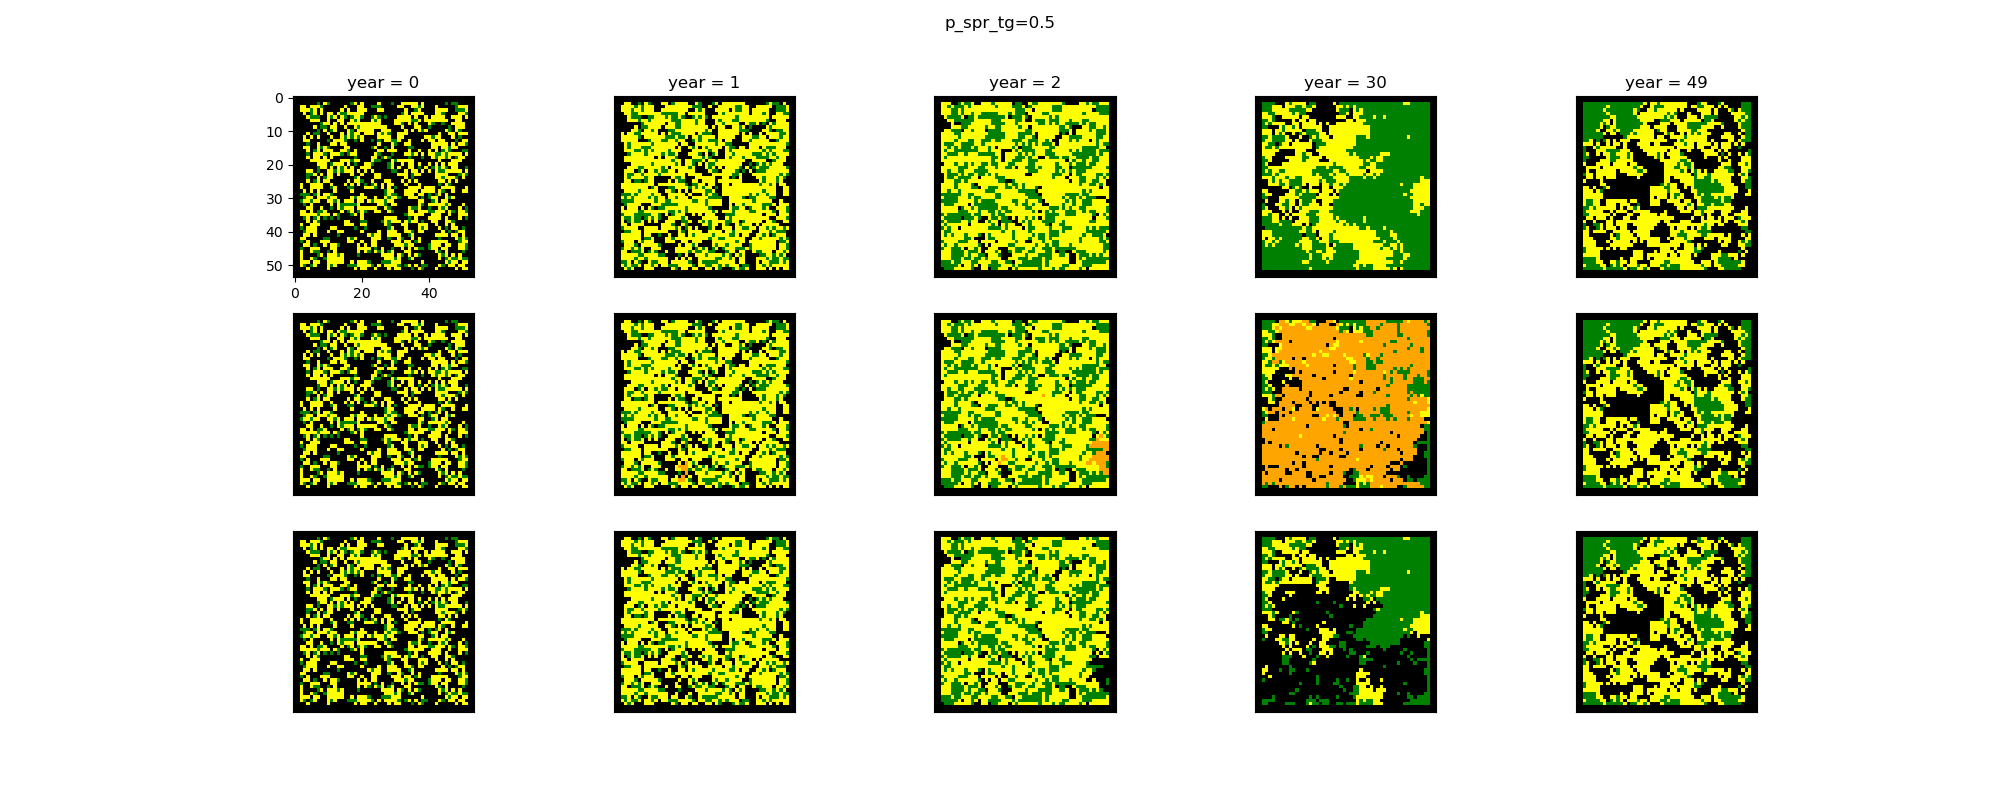 p_spr_tg=0.5
year = 0
year = 1
year = 2
year = 30
year = 49
0
10
20
30
40
50
0
20
40